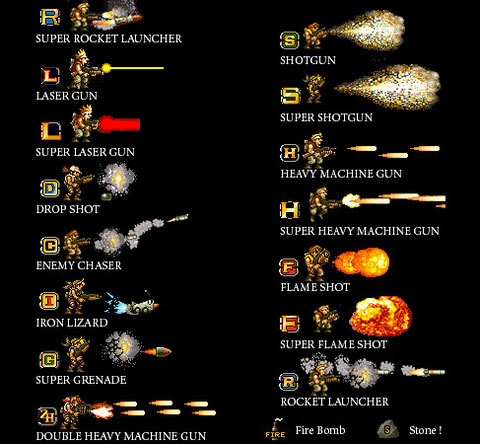 R
SUPER ROCKET LAUNCHER
L
LASER GUN
L
SUPER LASER GUN
D
DROP SHOT
C
ENEMY CHASER
I
IRON LIZARD
G
SUPER GRENADE
2H
DOUBLE HEAVY MACHINE GUN
S
SHOTGUN
S
SUPER SHOTGUN
H
HEAVY MACHINE GUN
H
SUPER HEAVY MACHINE GUN
F
FLAME SHOT
F
SUPER FLAME SHOT
R
ROCKET LAUNCHER
FIRE Fire Bomb S Stone !